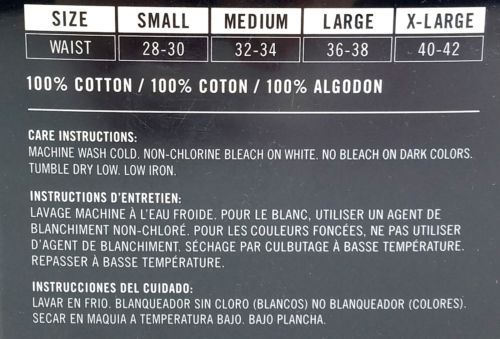 SIZE SMALL MEDIUM LARGE X-LARGE
WAIST 28-30 32-34 36-38 40-42
100% COTTON / 100% COTON / 100% ALGODON
CARE INSTRUCTIONS:
MACHINE WASH COLD. NON-CHLORINE BLEACH ON WHITE. NO BLEACH ON DARK COLORS.
TUMBLE DRY LOW. LOW IRON.
INSTRUCTIONS D'ENTRETIEN:
LAVAGE MACHINE À L'EAU FROIDE. POUR LE BLANC, UTILISER UN AGENT DE
BLANCHIMENT NON-CHLORÉ. POUR LES COULEURS FONCÉES, NE PAS UTILISER
D'AGENT DE BLANCHIMENT. SÉCHAGE PAR CULBUTAGE À BASSE TEMPÉRATURE.
REPASSER À BASSE TEMPÉRATURE.
INSTRUCCIONES DEL CUIDADO:
LAVAR EN FRIO. BLANQUEADOR SIN CLORO (BLANCOS) NO BLANQUEADOR (COLORES).
SECAR EN MAQUIA A TEMPERATURA BAJO. BAJO PLANCHA.